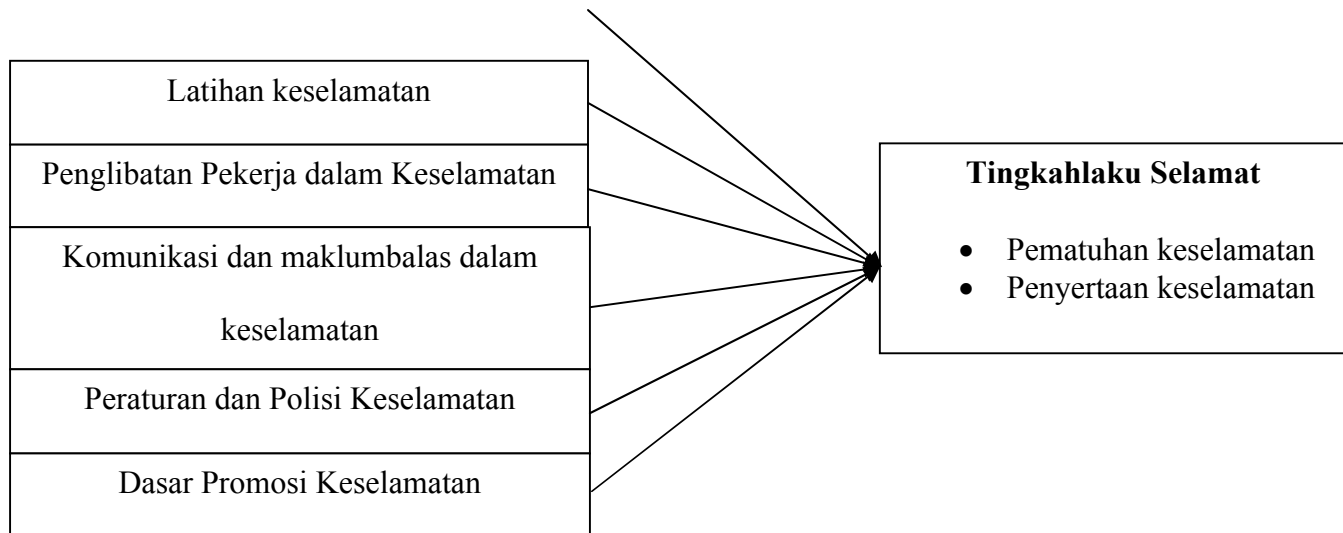 Latihan keselamatan
Penglibatan Pekerja dalam Keselamatan
Komunikasi dan maklumbalas dalam
keselamatan
Peraturan dan Polisi Keselamatan
Dasar Promosi Keselamatan
Tingkahlaku Selamat
• Pematuhan keselamatan
• Penyertaan keselamatan